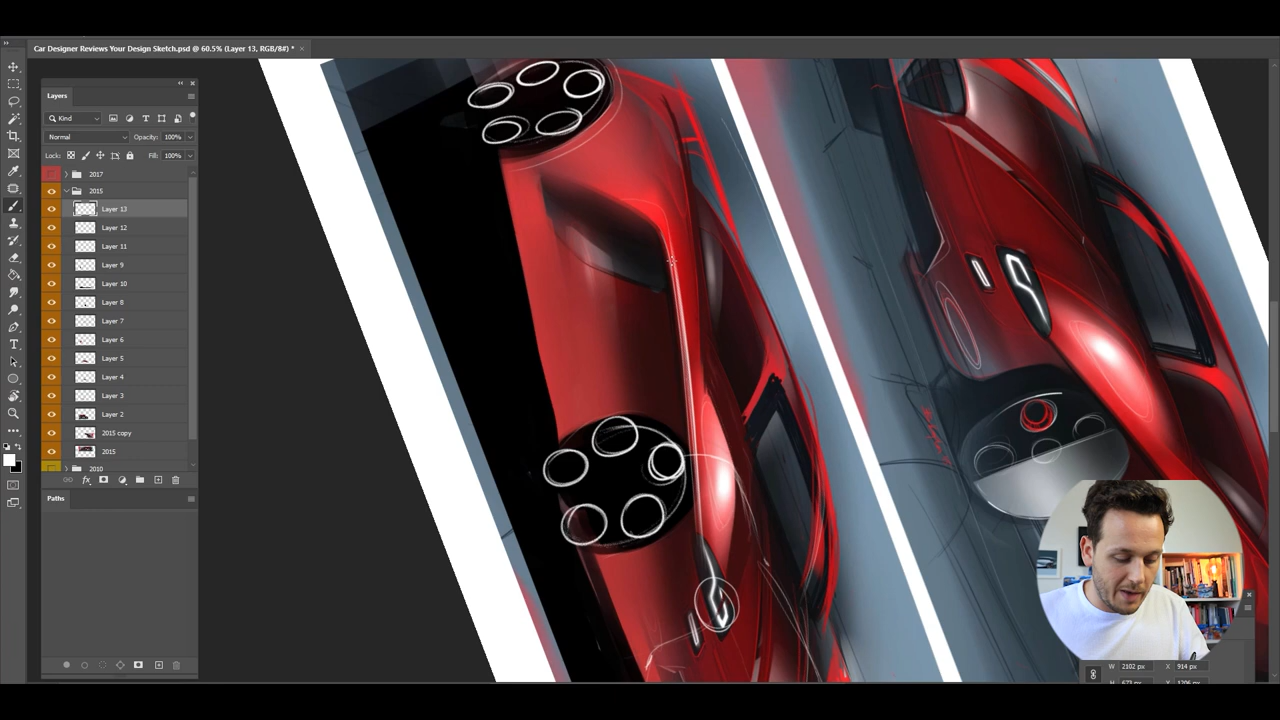 Car Designer Reviews Your Design Sketch.psd @ 60.5% (Layer 13, RGB/8#) *
Layers
Kind
Normal
Opacity: 100%
Lock:
Fill: 100%
2017
2015
Layer 13
Layer 12
Layer 11
Layer 9
Layer 10
Layer 8
Layer 7
Layer 6
Layer 5
Layer 4
Layer 3
Layer 2
2015 copy
2015
2010
Paths
W 2102 px X 914 px